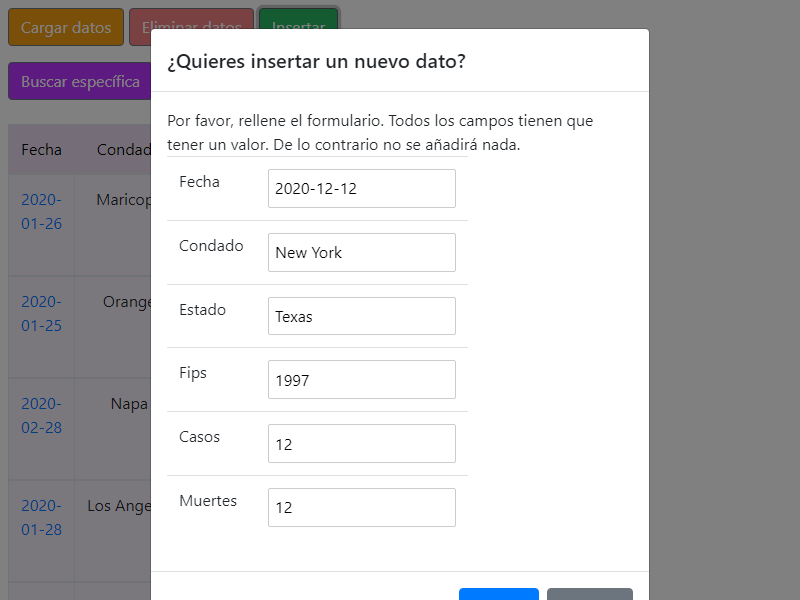 Cargar datos Eliminar datos Insertar
¿Quieres insertar un nuevo dato?
Buscar específica
Por favor, rellene el formulario. Todos los campos tienen que
tener un valor. De lo contrario no se añadirá nada.
Fecha Condad
Fecha 2020-12-12
2020-
01-26
Maricop
Condado New York
2020-
01-25
Orange
Estado Texas
Fips 1997
2020-
02-28
Napa
Casos 12
2020-
01-28
Los Ange
Muertes 12